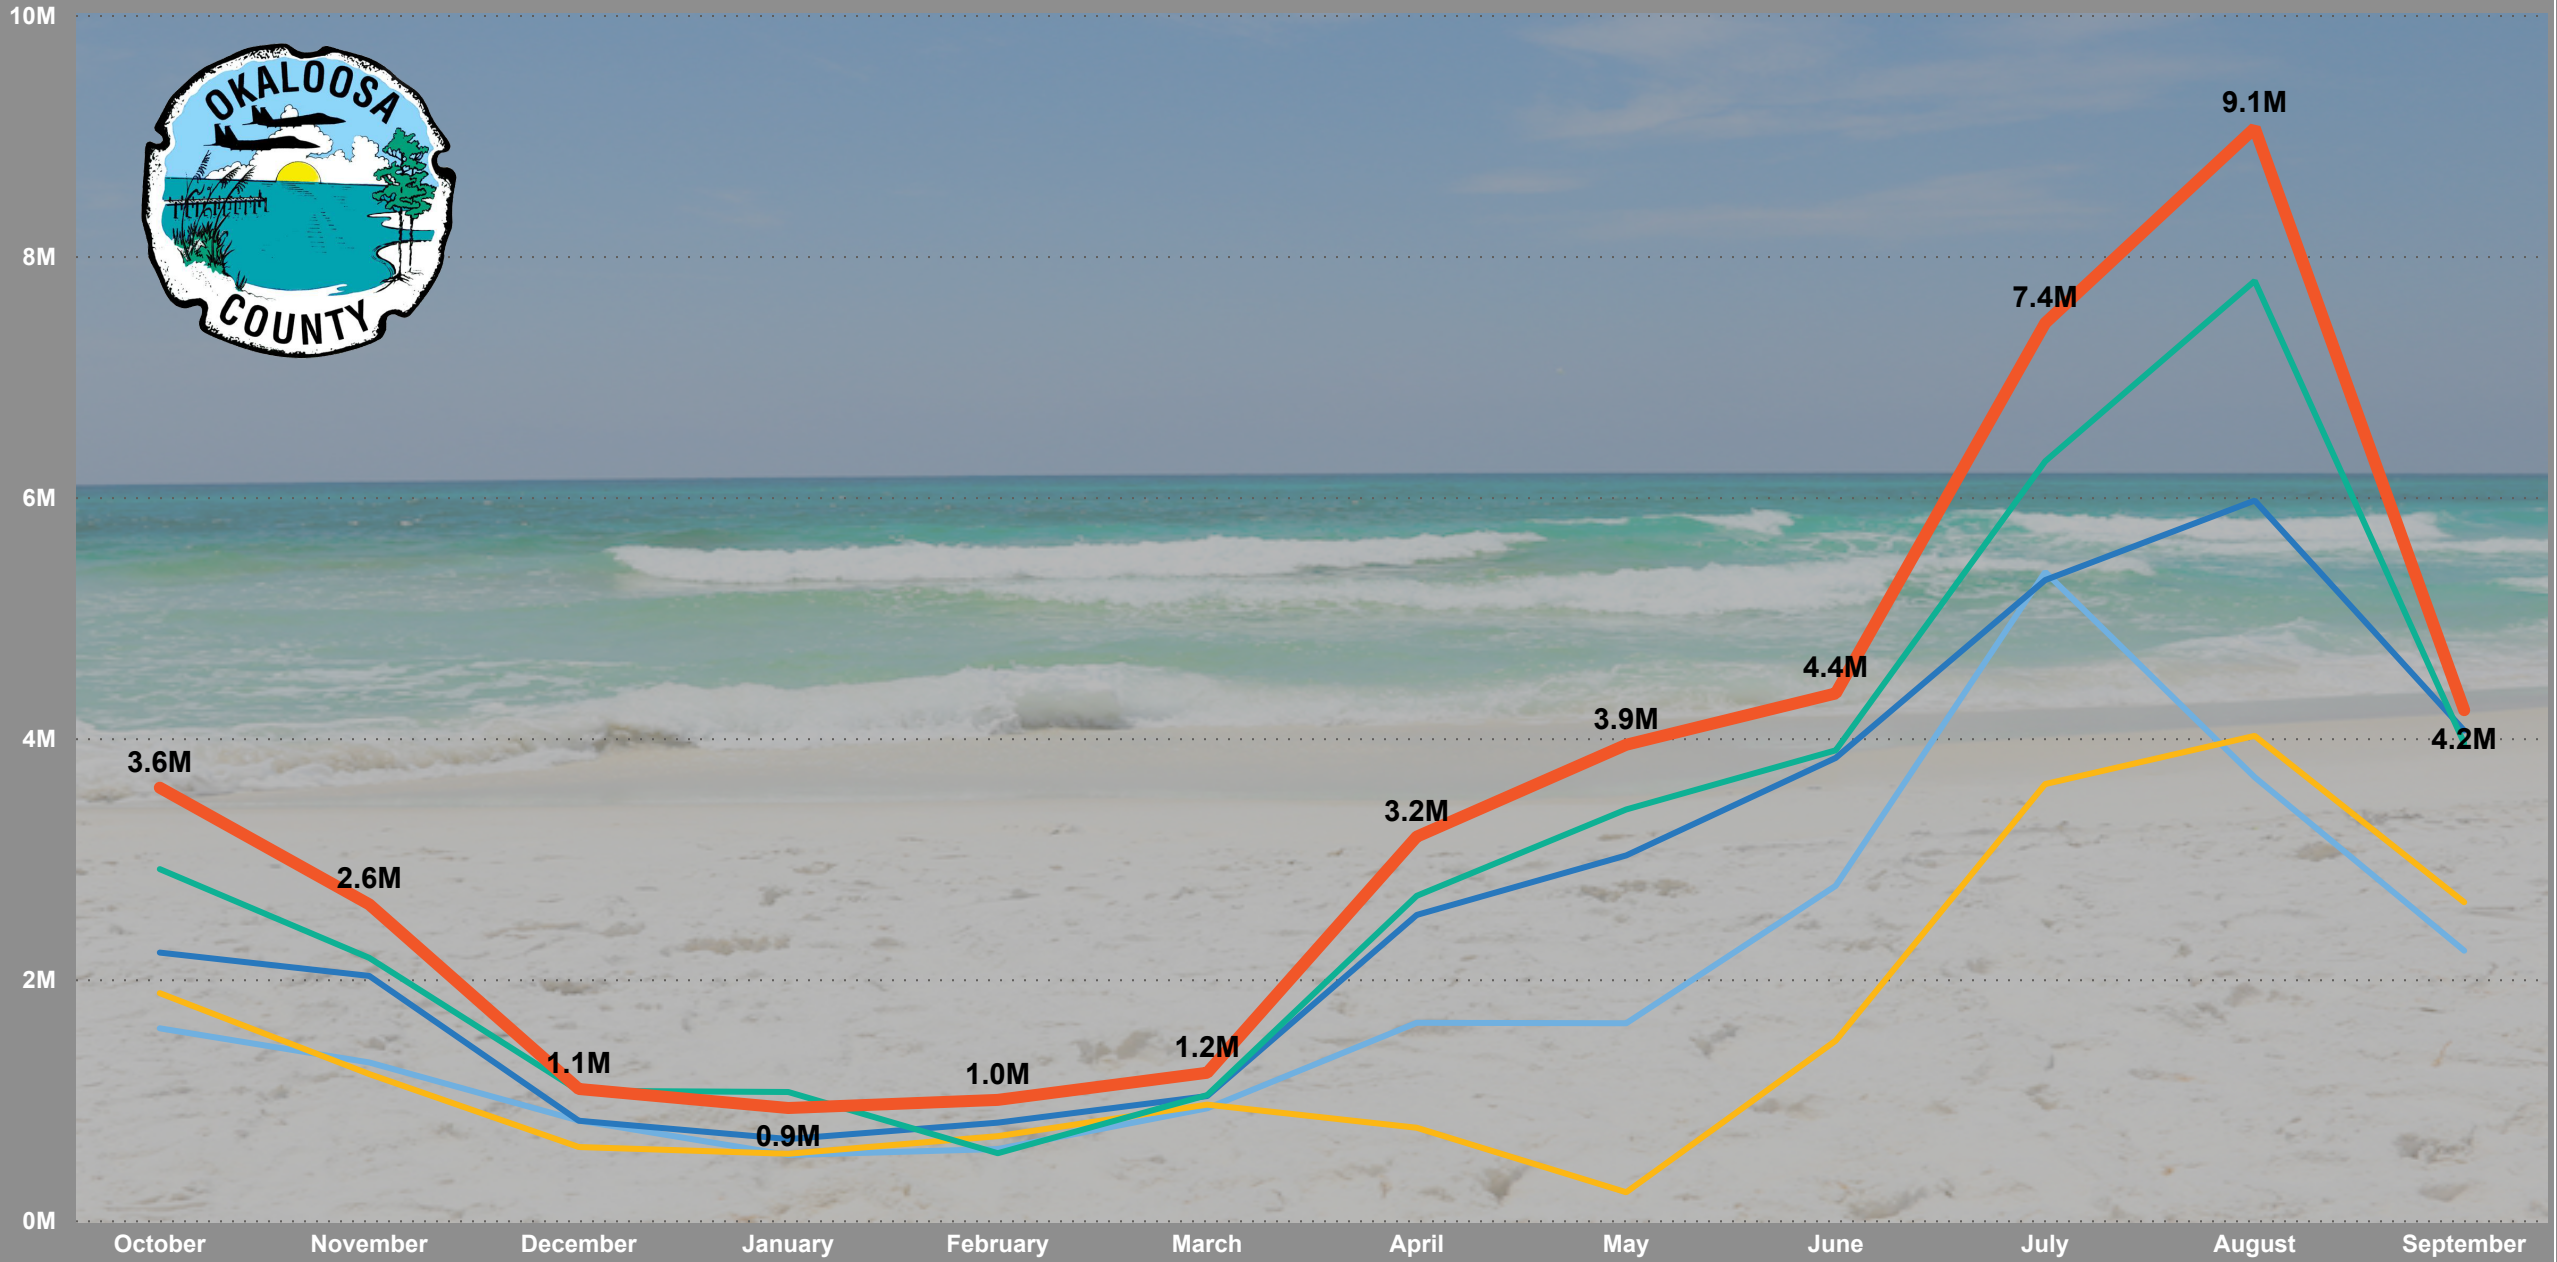 10M
8M
6M
4M
2M
0M
OKALOOSA
COUNTY
3.6M
2.6M
1.1M
0.9M
1.0M
1.2M
3.2M
3.9M
4.4M
7.4M
9.1M
4.2M
October November December January February March April May June July August September